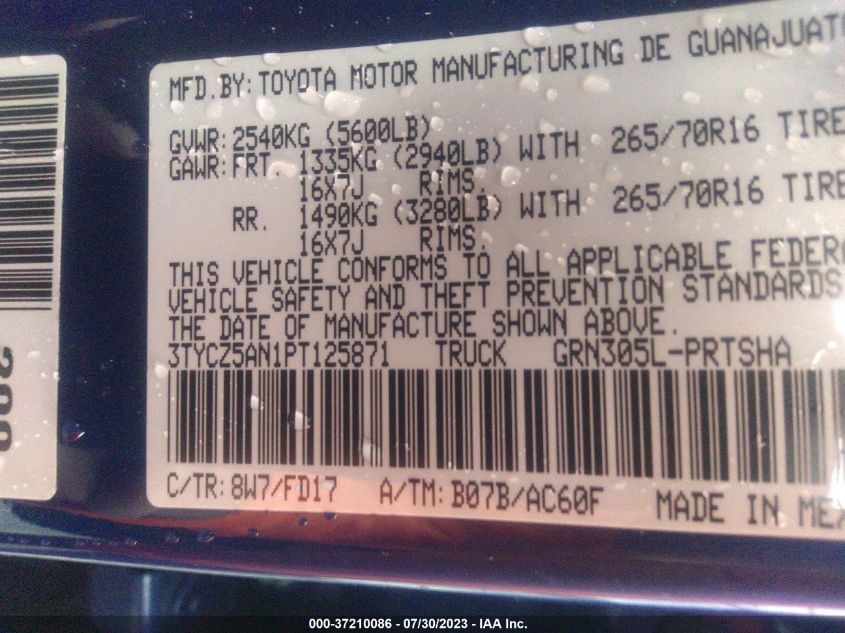 MFD.BY: TOYOTA MOTOR MANUFACTURING DE GUANAJUATO
GVWR: 2540KG (5600LB)
GAWR: FRT. 1335KG (2940LB) WITH 265/70R16 TIRE
16X7J RIMS.
RR. 1490KG (3280LB) WITH 265/70R16 TIRE
16X7J RIMS.
THIS VEHICLE CONFORMS TO ALL APPLICABLE FEDERA
VEHICLE SAFETY AND THEFT PREVENTION STANDARDS
THE DATE OF MANUFACTURE SHOWN ABOVE.
3TYCZ5AN1PT125871 TRUCK GRN305L-PRTSHA
C/TR: 8W7/FD17 A/TM: B07B/AC60F MADE IN MEX
000-37210086 - 07/30/2023 - IAA Inc.